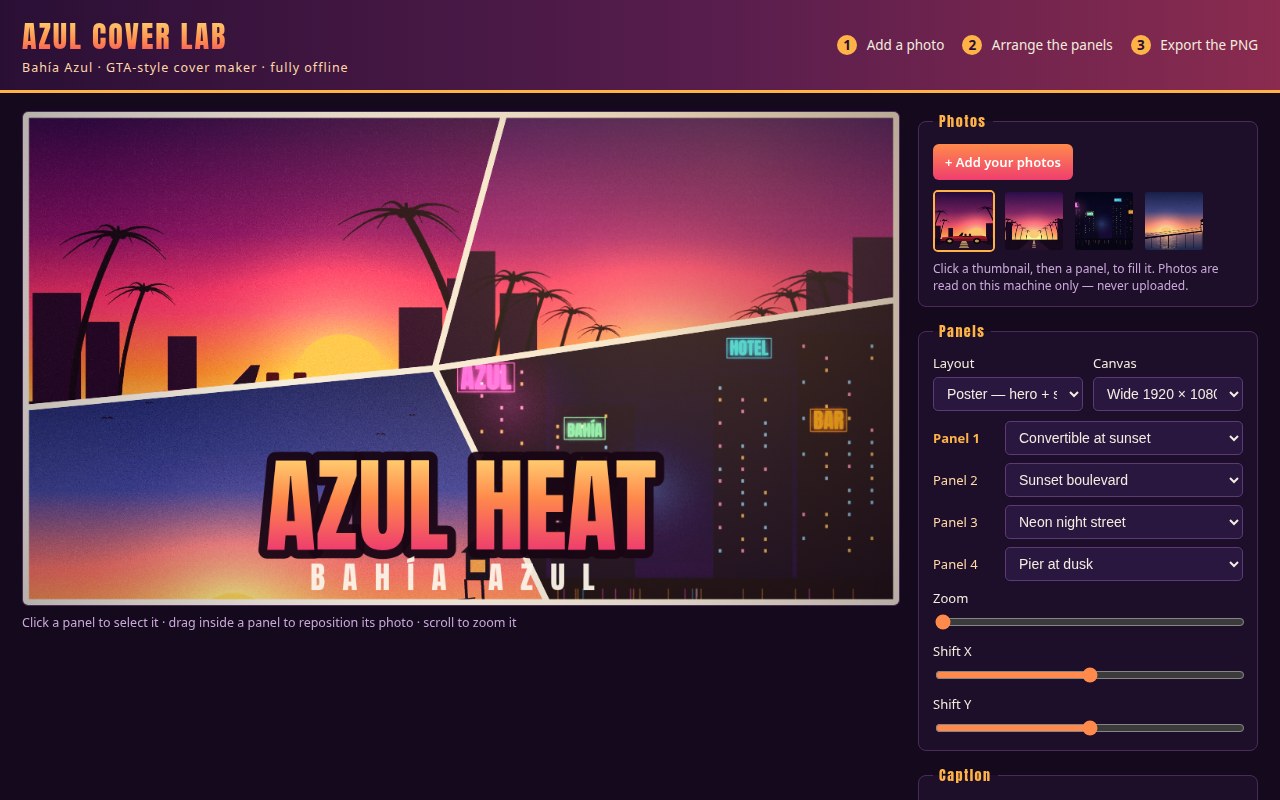 AZUL COVER LAB
Bahía Azul · GTA-style cover maker · fully offline
1 Add a photo 2 Arrange the panels 3 Export the PNG
HOTEL
AZUL
BAHÍA
BAR
AZUL HEAT
BAHÍA AZUL
Click a panel to select it · drag inside a panel to reposition its photo · scroll to zoom it
Photos
+ Add your photos
Click a thumbnail, then a panel, to fill it. Photos are
read on this machine only — never uploaded.
Panels
Layout Canvas
Poster — hero + s Wide 1920 × 1080
Panel 1 Convertible at sunset
Panel 2 Sunset boulevard
Panel 3 Neon night street
Panel 4 Pier at dusk
Zoom
Shift X
Shift Y
Caption